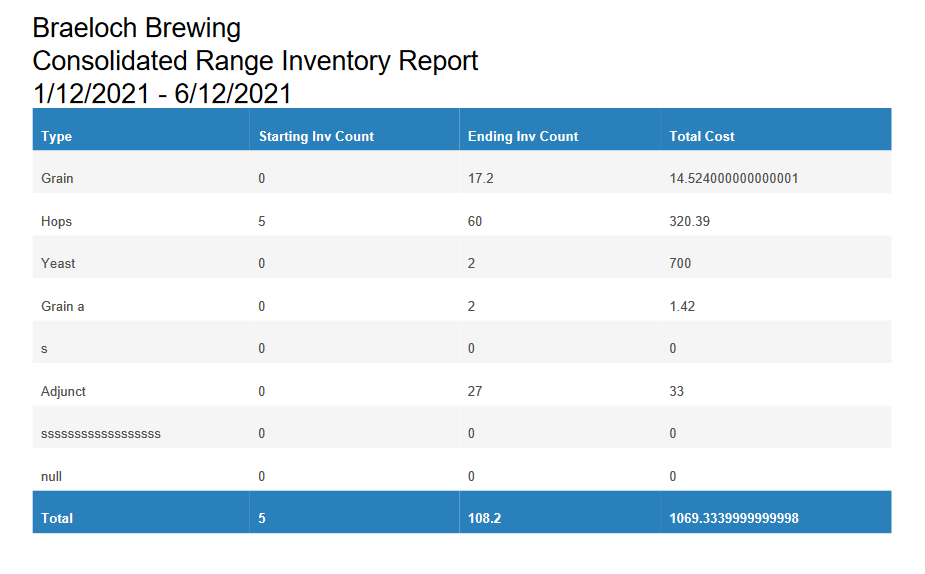 Braeloch Brewing
Consolidated Range Inventory Report
1/12/2021 - 6/12/2021
Type Starting Inv Count Ending Inv Count Total Cost
Grain 0 17.2 14.524000000000001
Hops 5 60 320.39
Yeast 0 2 700
Grain a 0 2 1.42
s 0 0 0
Adjunct 0 27 33
ssssssssssssssssss 0 0 0
null 0 0 0
Total 5 108.2 1069.3339999999998